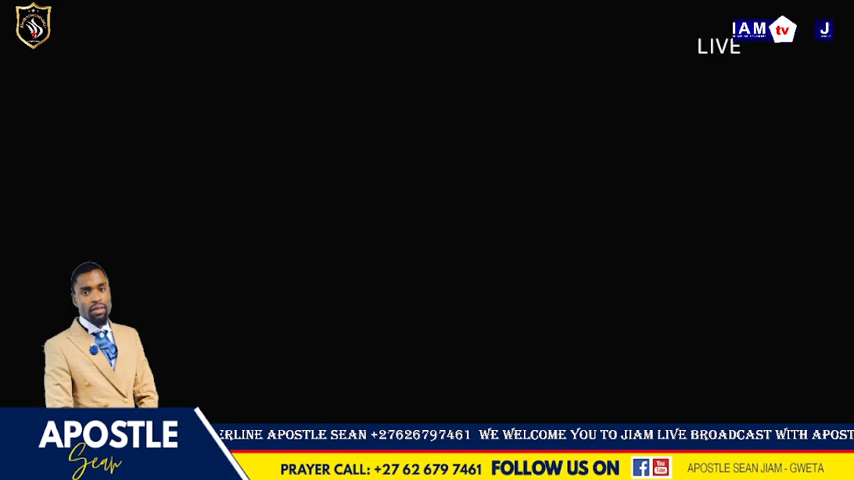 IAM tv
J
LIVE
APOSTLE
Sean
ERLINE APOSTLE SEAN +27626797461 WE WELCOME YOU TO JIAM LIVE BROADCAST WITH APOST
PRAYER CALL: +27 62 679 7461 FOLLOW US ON APOSTLE SEAN JIAM - GWETA